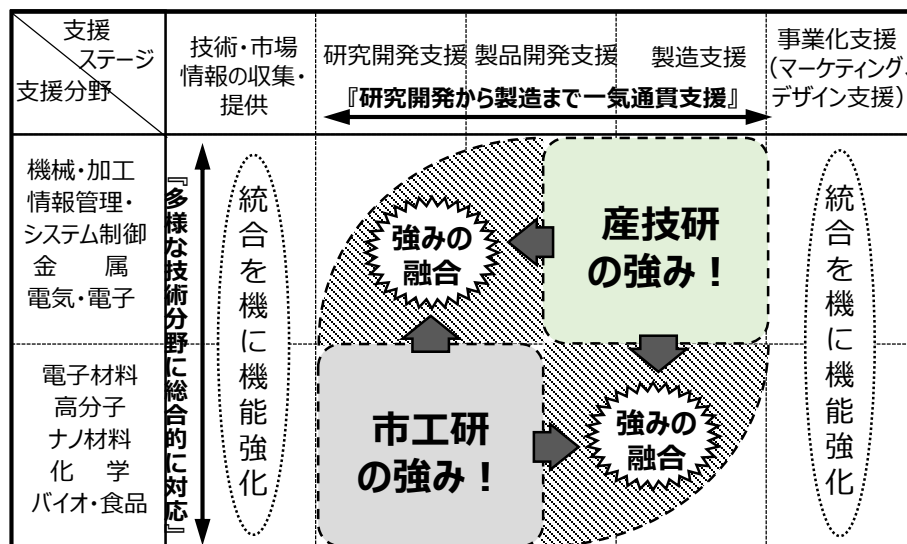 支援
ステージ
支援分野
技術・市場
情報の収集・
提供
研究開発支援
製品開発支援
製造支援
事業化支援
(マーケティング、
デザイン支援)
『研究開発から製造まで一気通貫支援』
機械・加工
情報管理・
システム制御
金　　属
電気・電子
『多様な技術分野に総合的に対応』
統合を機に機能強化
強みの
融合
産技研
の強み！
統合を機に機能強化
電子材料
高分子
ナノ材料
化　学
バイオ・食品
市工研
の強み！
強みの
融合